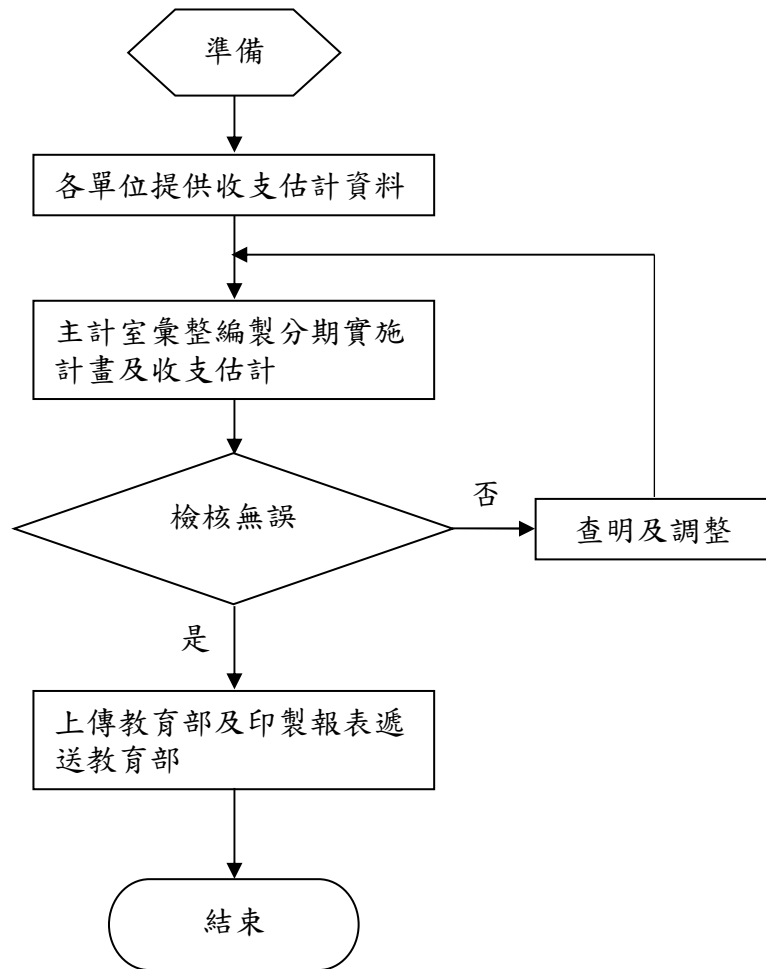 準備
各單位提供收支估計資料
主計室彙整編製分期實施
計畫及收支估計
檢核無誤
否
查明及調整
是
上傳教育部及印製報表遞
送教育部
結束